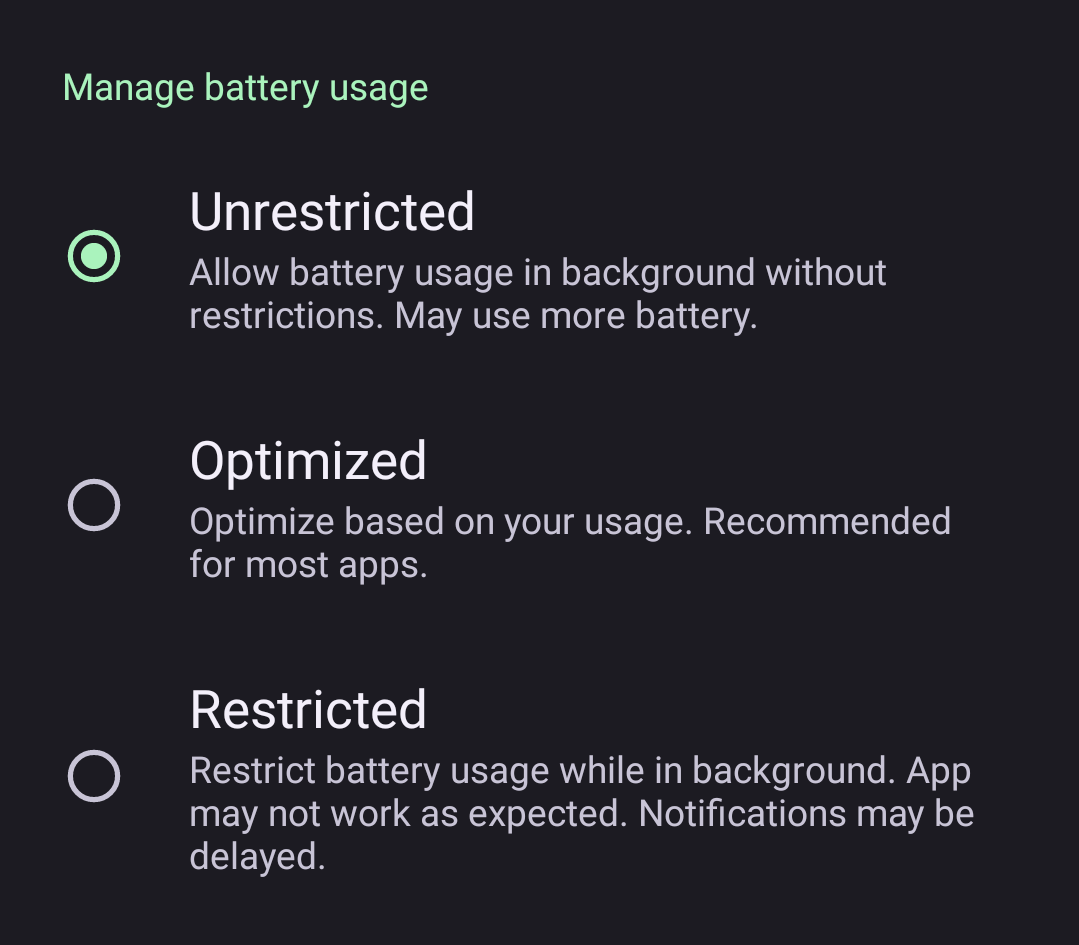 Manage battery usage
Unrestricted
Allow battery usage in background without
restrictions. May use more battery.
Optimized
Optimize based on your usage. Recommended
for most apps.
Restricted
Restrict battery usage while in background. App
may not work as expected. Notifications may be
delayed.